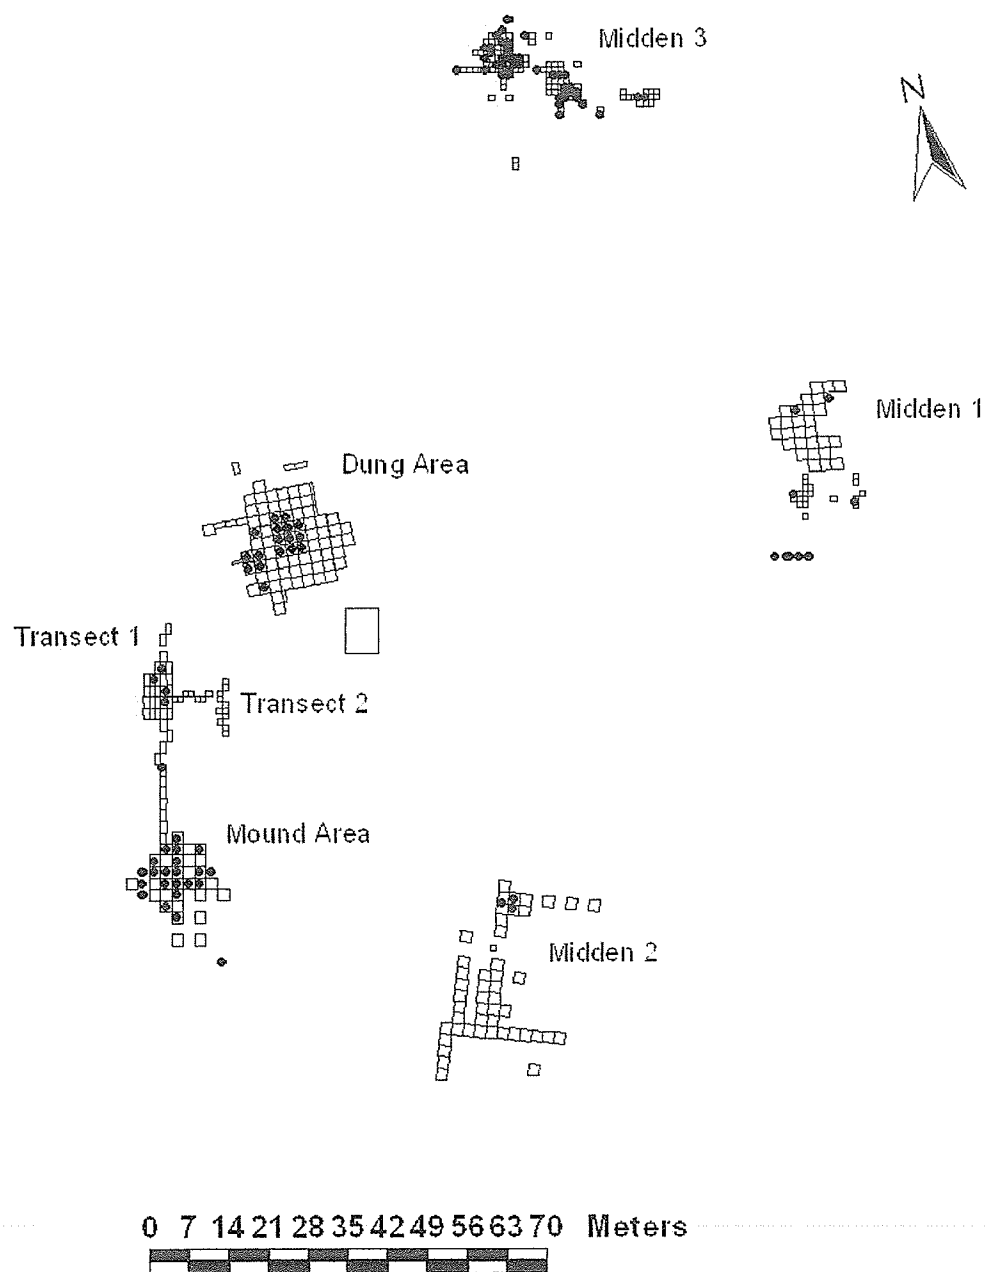 Midden 3
N
Midden 1
Dung Area
Transect 1
Transect 2
Mound Area
Midden 2
0 7 14 21 28 35 42 49 56 63 70 Meters